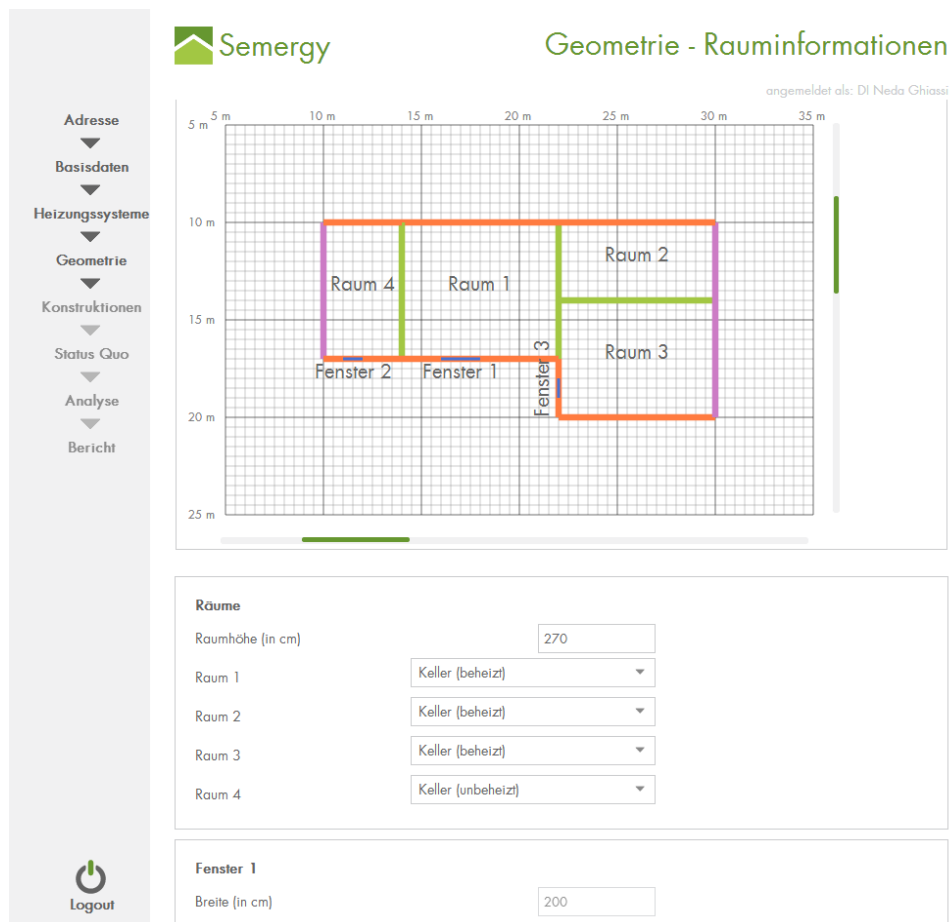 Semergy
Geometrie - Rauminformationen
angemeldet als: DI Neda Ghiassi
Adresse
Basisdaten
Heizungssysteme
Geometrie
Konstruktionen
Status Quo
Analyse
Bericht
Logout
5 m 10 m 15 m 20 m 25 m 30 m 35 m
5 m
10 m
15 m
20 m
25 m
Raum 2
Raum 4 Raum 1
Raum 3
Fenster 2 Fenster 1
Fenster 3
Räume
Raumhöhe (in cm) 270
Raum 1 Keller (beheizt)
Raum 2 Keller (beheizt)
Raum 3 Keller (beheizt)
Raum 4 Keller (unbeheizt)
Fenster 1
Breite (in cm) 200